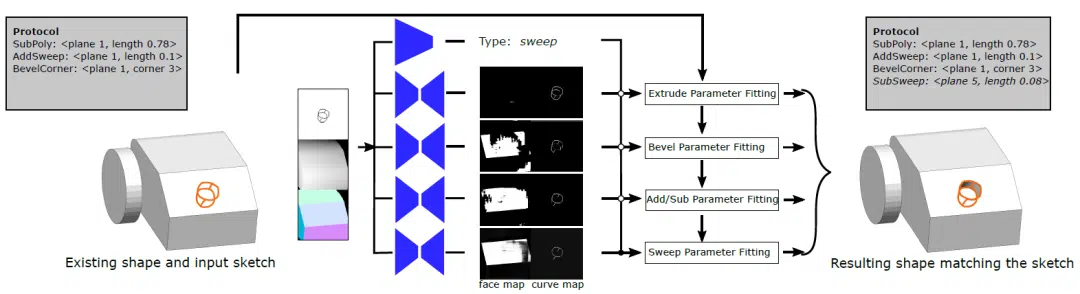 Protocol
SubPoly: <plane 1, length 0.78>
AddSweep: <plane 1, length 0.1>
BevelCorner: <plane 1, corner 3>
Existing shape and input sketch
Type: sweep
face map curve map
Extrude Parameter Fitting
Bevel Parameter Fitting
Add/Sub Parameter Fitting
Sweep Parameter Fitting
Protocol
SubPoly: <plane 1, length 0.78>
AddSweep: <plane 1, length 0.1>
BevelCorner: <plane 1, corner 3>
SubSweep: <plane 5, length 0.08>
Resulting shape matching the sketch